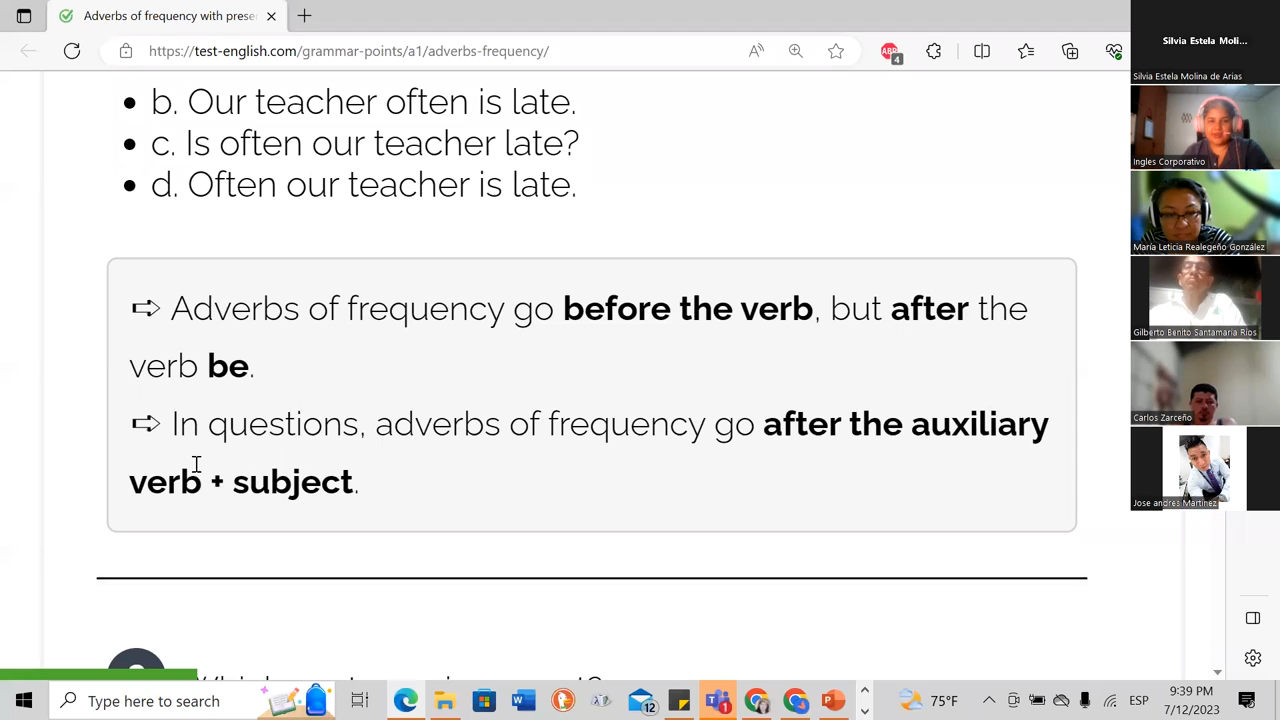 Adverbs of frequency with prese
https://test-english.com/grammar-points/a1/adverbs-frequency/
4
• b. Our teacher often is late.
• c. Is often our teacher late?
• d. Often our teacher is late.
➪ Adverbs of frequency go before the verb, but after the
verb be.
➪ In questions, adverbs of frequency go after the auxiliary
verb + subject.
Silvia Estela Moli...
Silvia Estela Molina de Arias
Ingles Corporativo
María Leticia Realegeño González
Gilberto Benito Santamaria Rios
Carlos Zarceño
Jose andres Martinez
Type here to search
12
1
75°F
ESP
9:39 PM
7/12/2023